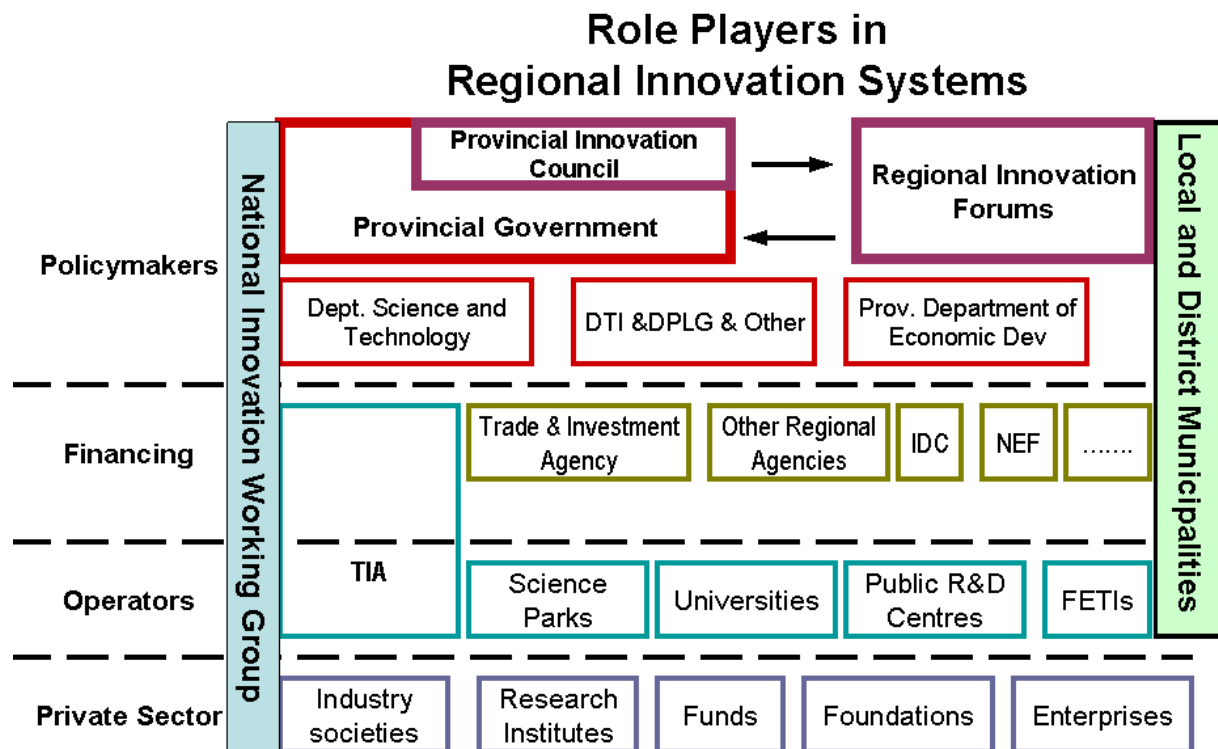 Role Players in
Regional Innovation Systems
Policymakers
National Innovation Working Group
Provincial Innovation
Council
Provincial Government
Regional Innovation
Forums
Local and District Municipalities
Dept. Science and
Technology
DTI &DPLG & Other
Prov. Department of
Economic Dev
Financing
Trade & Investment
Agency
Other Regional
Agencies
IDC
NEF
.......
TIA
Operators
Science
Parks
Universities
Public R&D
Centres
FETIs
Private Sector
Industry
societies
Research
Institutes
Funds
Foundations
Enterprises